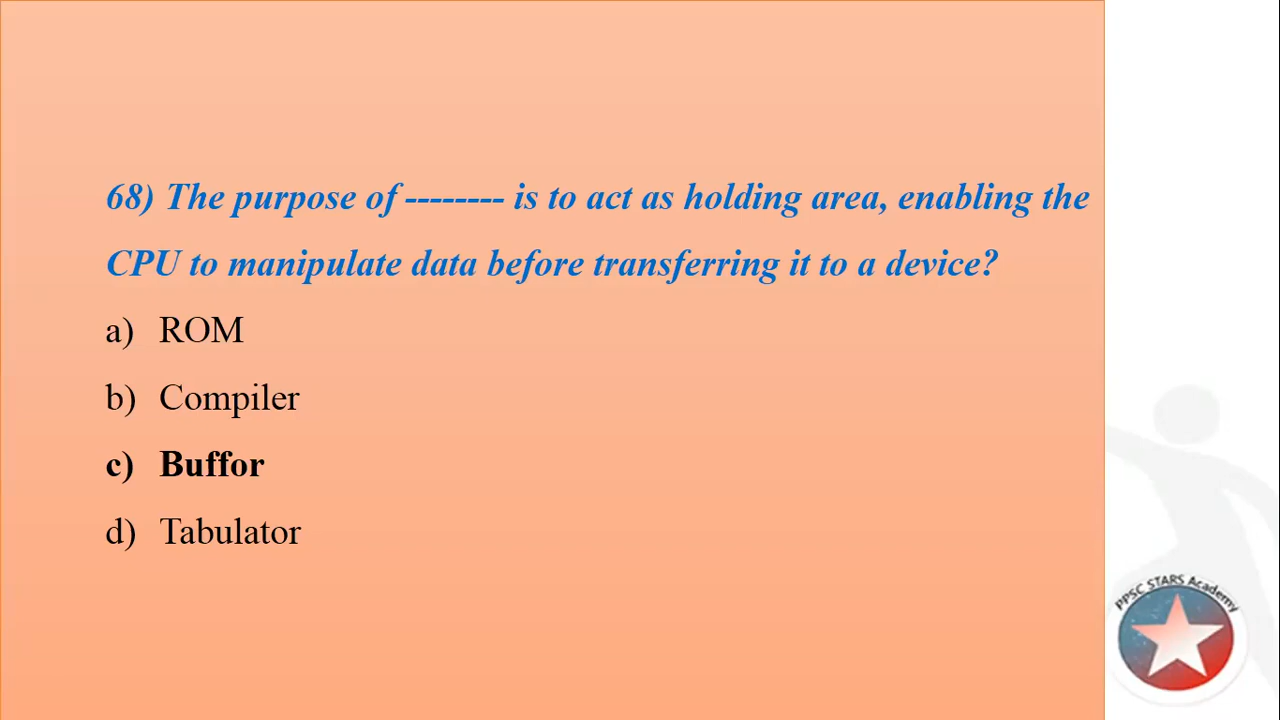 68) The purpose of -------- is to act as holding area, enabling the
CPU to manipulate data before transferring it to a device?
a) ROM
b) Compiler
c) Buffor
d) Tabulator
PPSC STARS Academy